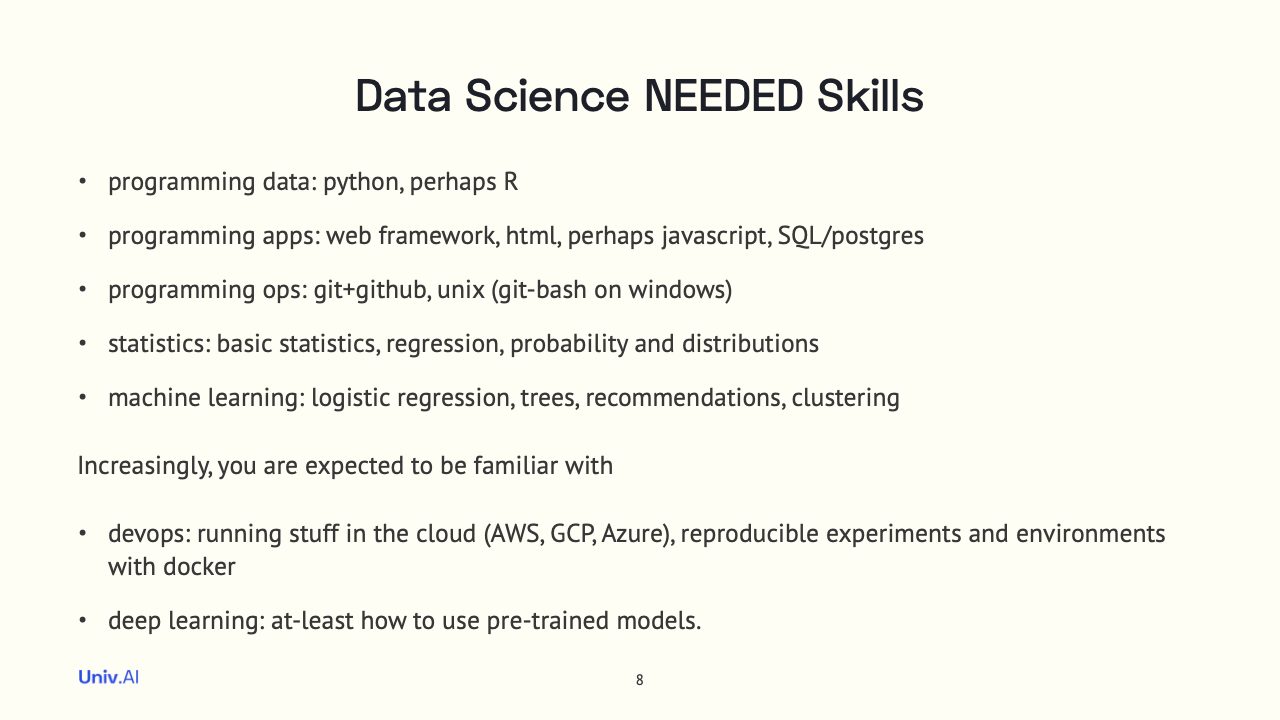 Data Science NEEDED Skills
• programming data: python, perhaps R
• programming apps: web framework, html, perhaps javascript, SQL/postgres
• programming ops: git+github, unix (git-bash on windows)
• statistics: basic statistics, regression, probability and distributions
• machine learning: logistic regression, trees, recommendations, clustering
Increasingly, you are expected to be familiar with
• devops: running stuff in the cloud (AWS, GCP, Azure), reproducible experiments and environments
with docker
• deep learning: at-least how to use pre-trained models.
Univ.AI
8